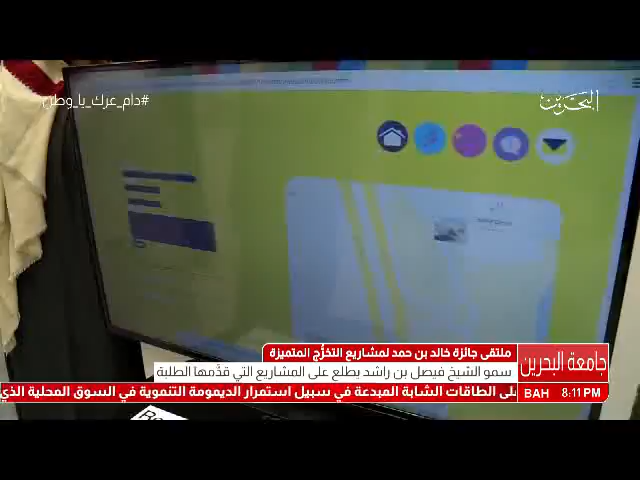 #دام_عزك_يا_وطن
البحرين
ملتقى جائزة خالد بن حمد لمشاريع التخرُّج المتميزة
جامعة البحرين
سمو الشيخ فيصل بن راشد يطلع على المشاريع التي قدَّمها الطلبة
لى الطاقات الشابة المبدعة في سبيل استمرار الديمومة التنموية في السوق المحلية الذي
BAH 8:11 PM